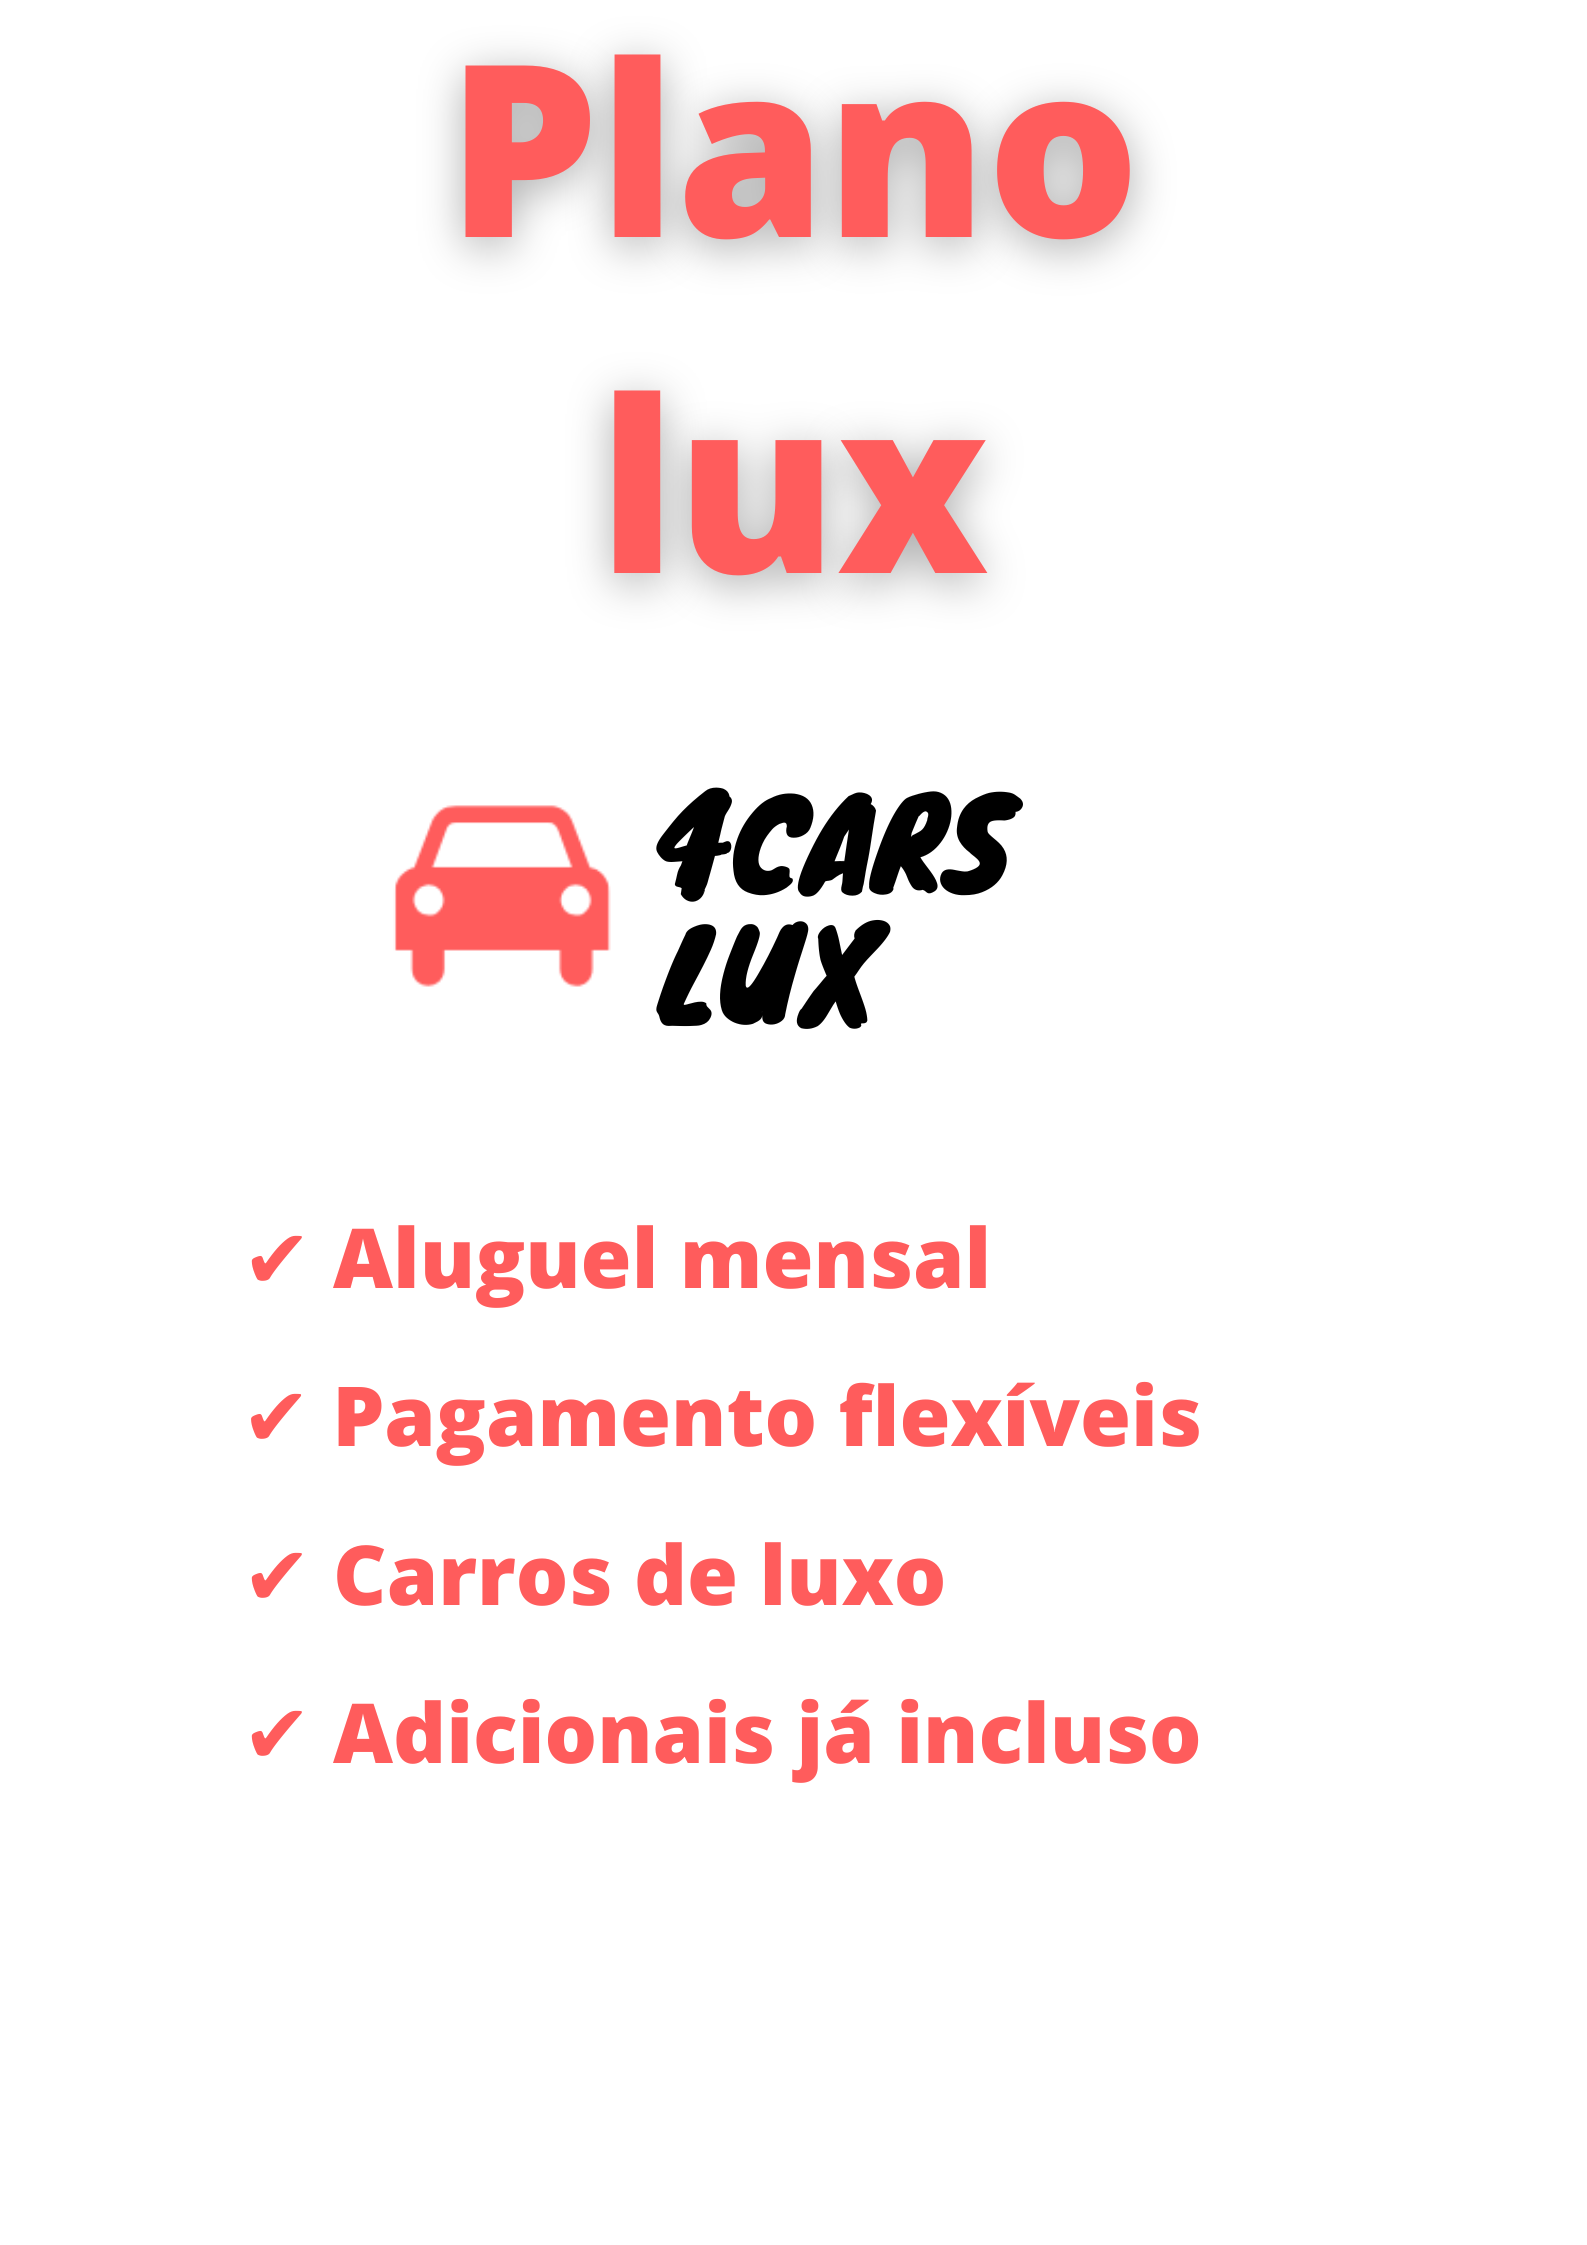 Plano
lux
4CARS
LUX
✔ Aluguel mensal
✔ Pagamento flexíveis
✔ Carros de luxo
✔ Adicionais já incluso